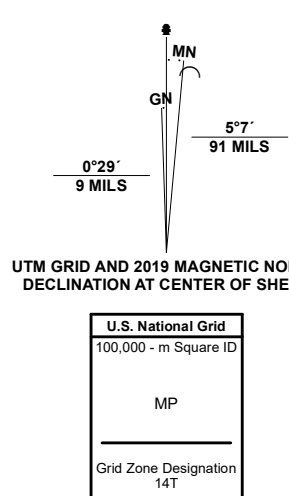 MN
GN
5°7´
91 MILS
0°29´
9 MILS
UTM GRID AND 2019 MAGNETIC NO
DECLINATION AT CENTER OF SHE
U.S. National Grid
100,000 - m Square ID
MP
Grid Zone Designation
14T